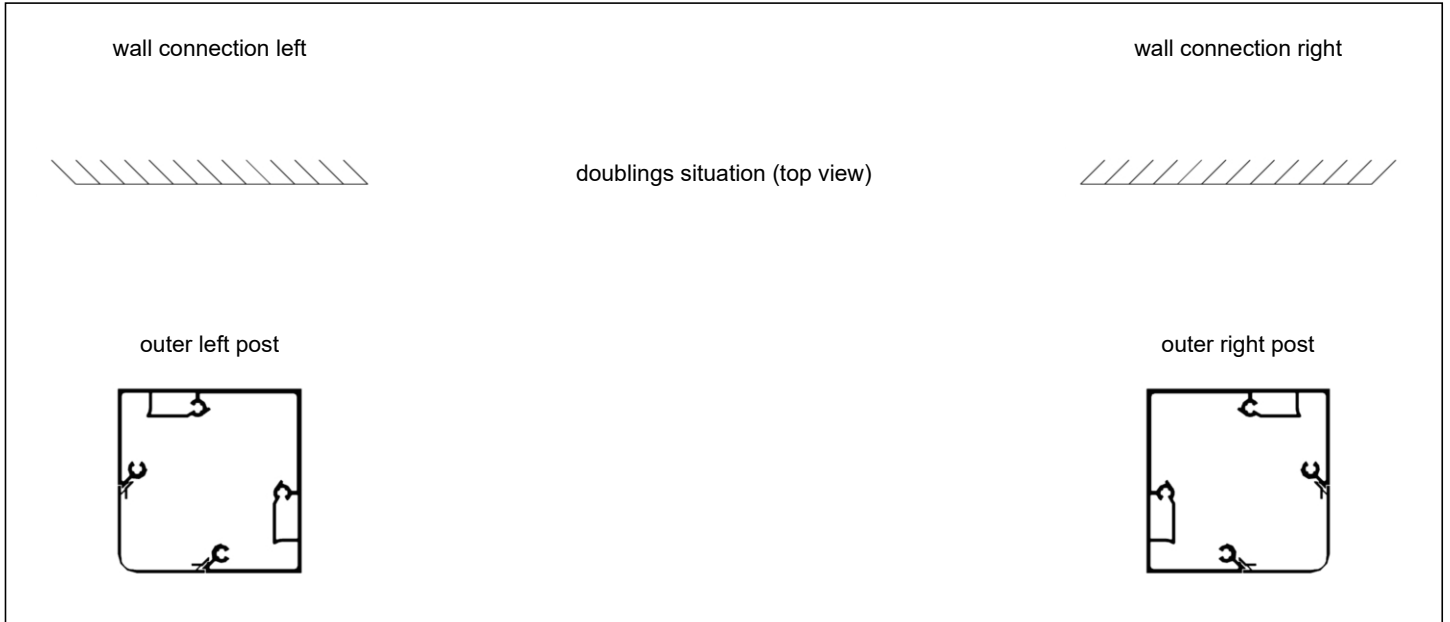 wall connection left
wall connection right
doublings situation (top view)
outer left post
outer right post